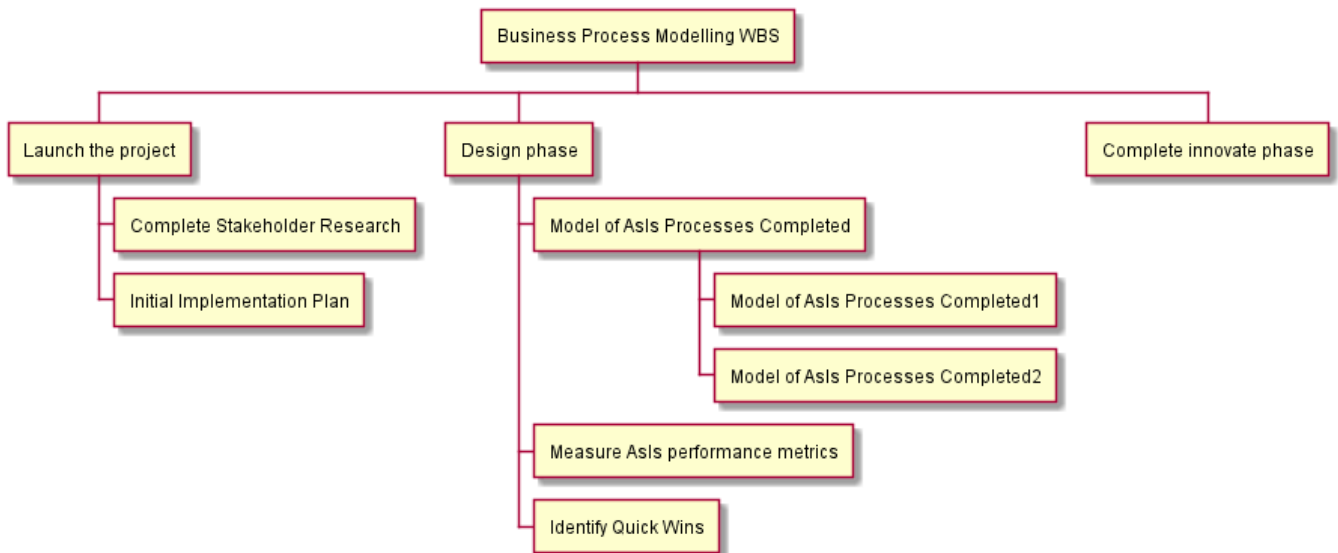 Business Process Modelling WBS
Launch the project
Design phase
Complete innovate phase
Complete Stakeholder Research
Initial Implementation Plan
Model of AsIs Processes Completed
Model of AsIs Processes Completed1
Model of AsIs Processes Completed2
Measure AsIs performance metrics
Identify Quick Wins